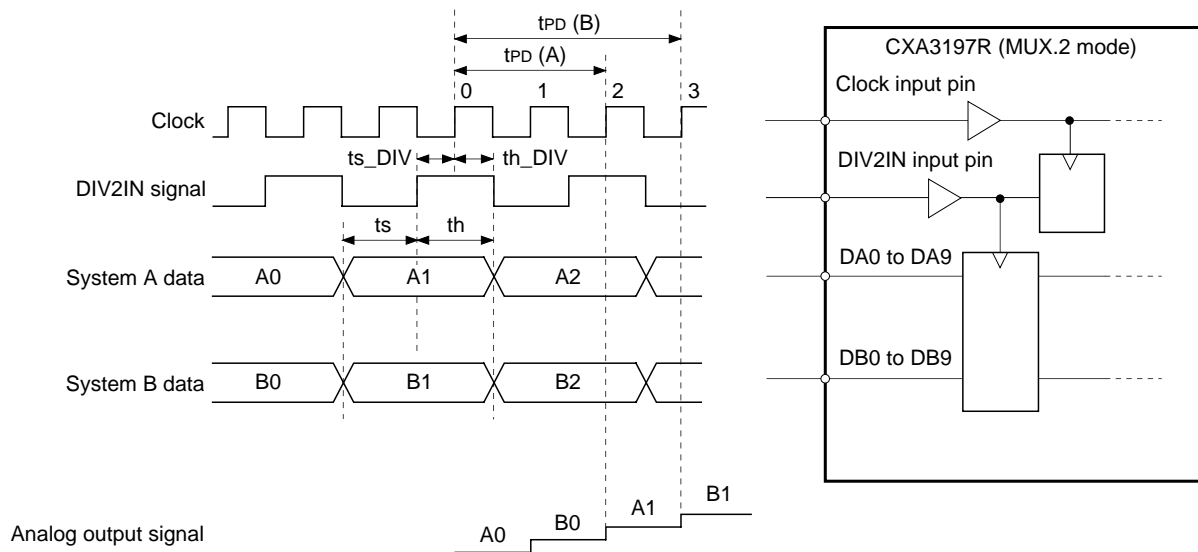 tPD (B)
tPD (A)
0 1 2 3
Clock
ts_DIV th_DIV
DIV2IN signal
ts th
System A data
A0 A1 A2
System B data
B0 B1 B2
Analog output signal
A0 B0 A1 B1
CXA3197R (MUX.2 mode)
Clock input pin
DIV2IN input pin
DA0 to DA9
DB0 to DB9